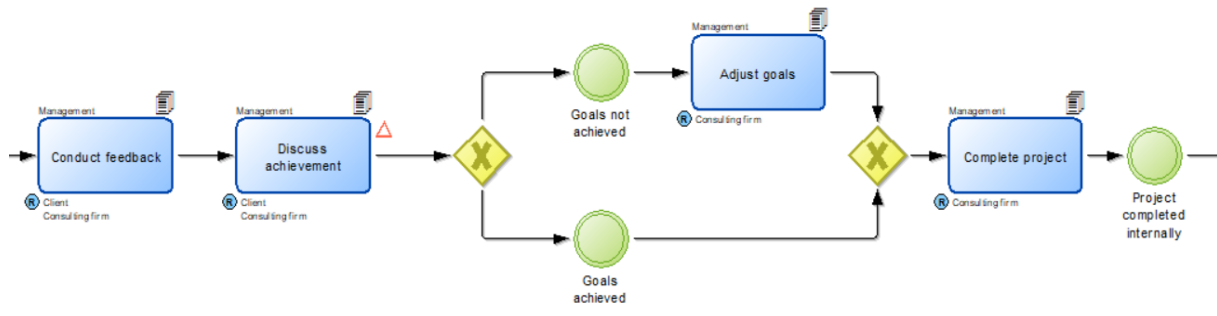 Management
Conduct feedback
R Client
Consulting firm
Management
Discuss
achievement
R Client
Consulting firm
X
Goals not
achieved
Management
Adjust goals
R Consulting firm
Goals
achieved
X
Management
Complete project
R Consulting firm
Project
completed
internally